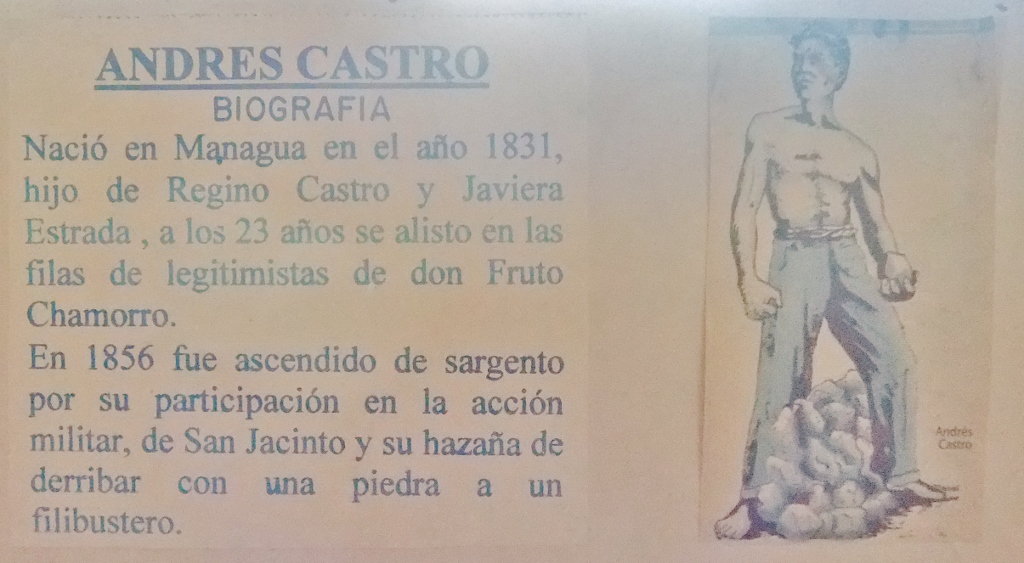 ANDRES CASTRO
BIOGRAFIA
Nació en Managua en el año 1831,
hijo de Regino Castro y Javiera
Estrada , a los 23 años se alisto en las
filas de legitimistas de don Fruto
Chamorro.
En 1856 fue ascendido de sargento
por su participación en la acción
militar, de San Jacinto y su hazaña de
derribar con una piedra a un
filibustero.
Andrés
Castro